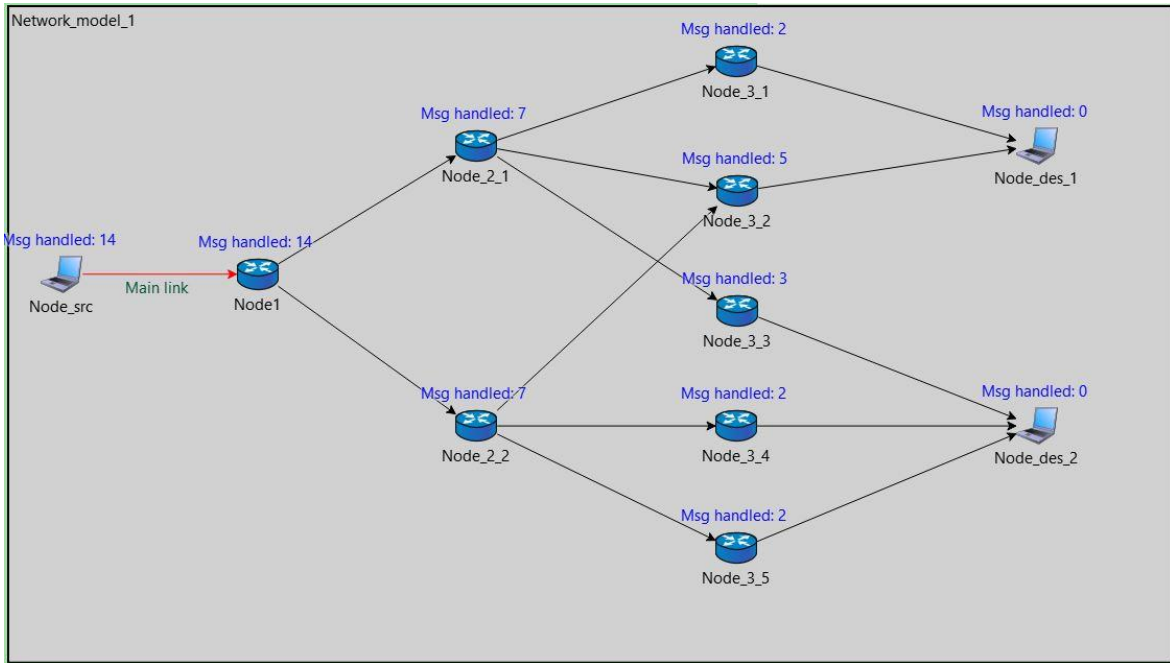 Network_model_1
Msg handled: 2
Node_3_1
Msg handled: 7
Node_2_1
Msg handled: 0
Node_des_1
Msg handled: 5
Node_3_2
Msg handled: 14
Node_src
Main link
Msg handled: 14
Node1
Msg handled: 3
Node_3_3
Msg handled: 7
Node_2_2
Msg handled: 2
Node_3_4
Msg handled: 0
Node_des_2
Msg handled: 2
Node_3_5